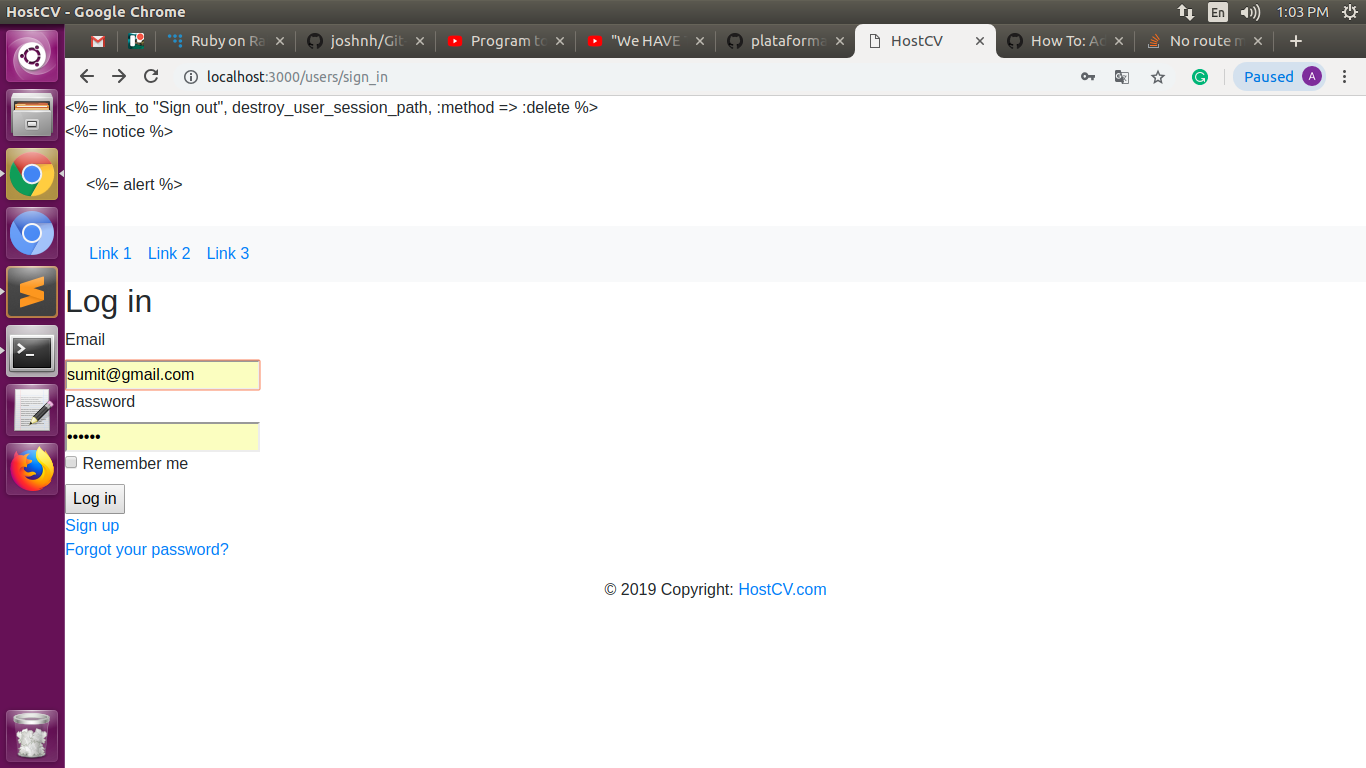 HostCV - Google Chrome En 1:03 PM
Ruby on Ra joshnh/Git Program to "We HAVE plataforma HostCV How To: Ad No route m
localhost:3000/users/sign_in Paused A
<%= link_to "Sign out", destroy_user_session_path, :method => :delete %>
<%= notice %>
<%= alert %>
Link 1 Link 2 Link 3
Log in
Email
sumit@gmail.com
Password
••••••
Remember me
Log in
Sign up
Forgot your password?
© 2019 Copyright: HostCV.com